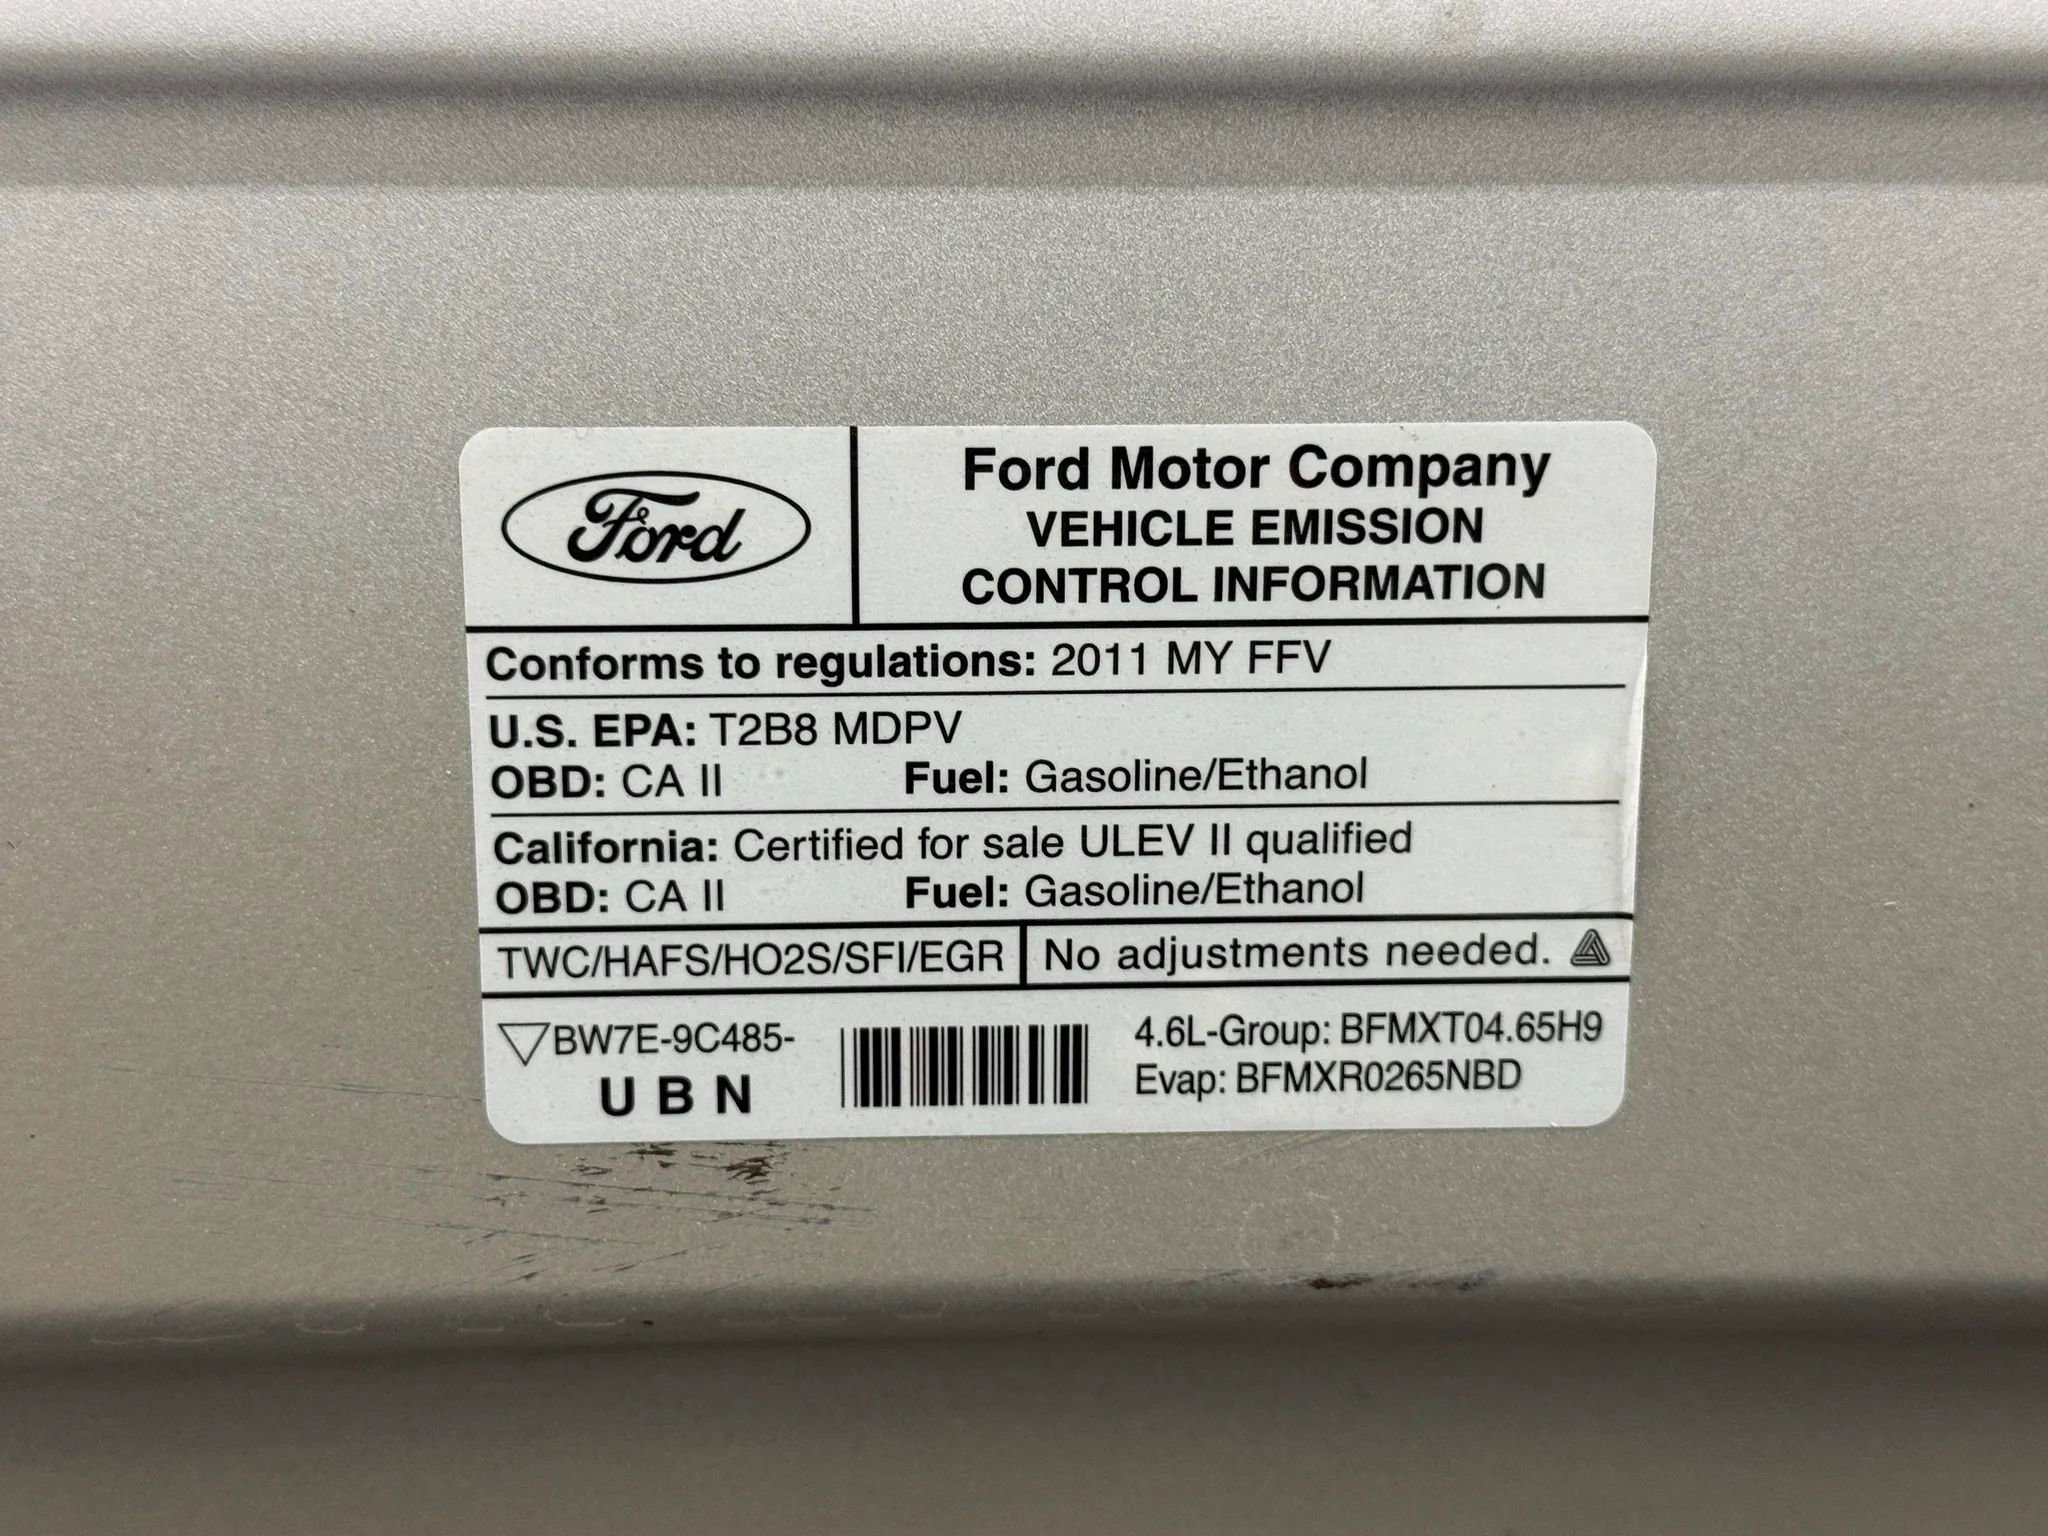 Ford
Ford Motor Company
VEHICLE EMISSION
CONTROL INFORMATION
Conforms to regulations: 2011 MY FFV
U.S. EPA: T2B8 MDPV
OBD: CA II Fuel: Gasoline/Ethanol
California: Certified for sale ULEV II qualified
OBD: CA II Fuel: Gasoline/Ethanol
TWC/HAFS/HO2S/SFI/EGR No adjustments needed.
BW7E-9C485-
U B N
4.6L-Group: BFMXT04.65H9
Evap: BFMXR0265NBD